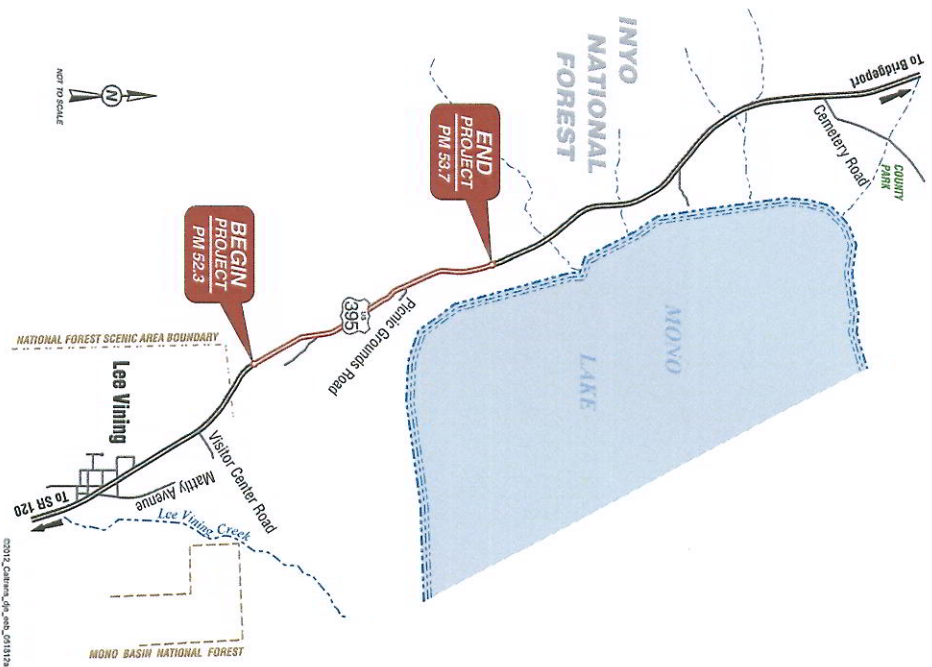 To Bridgeport
Cemetery Road
COUNTY
PARK
INYO
NATIONAL
FOREST
END
PROJECT
PM 53.7
MONO
LAKE
US
395
Picnic Grounds Road
BEGIN
PROJECT
PM 52.3
NATIONAL FOREST SCENIC AREA BOUNDARY
Lee Vining
Visitor Center Road
Mattly Avenue
To SR 120
Lee Vining Creek
MONO BASIN NATIONAL FOREST
N
NOT TO SCALE
©2012_Caltrans_dje_eeb_051812a